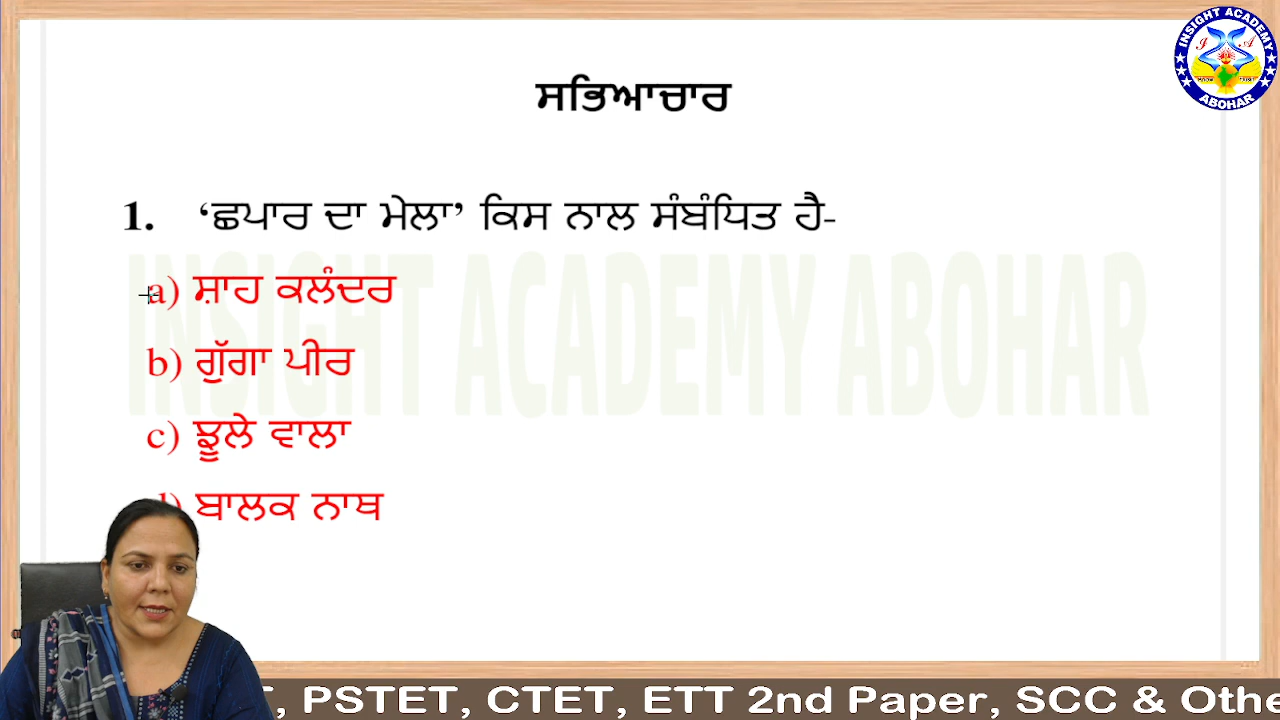 ਸਭਿਆਚਾਰ
1. ‘ਛਪਾਰ ਦਾ ਮੇਲਾ’ ਕਿਸ ਨਾਲ ਸੰਬੰਧਿਤ ਹੈ-
a) ਸ਼ਾਹ ਕਲੰਦਰ
b) ਗੁੱਗਾ ਪੀਰ
c) ਝੂਲੇ ਵਾਲਾ
d) ਬਾਲਕ ਨਾਥ
INSIGHT ACADEMY ABOHAR
INSIGHT ACADEMY
I A
ABOHAR
, PSTET, CTET, ETT 2nd Paper, SCC & Othe